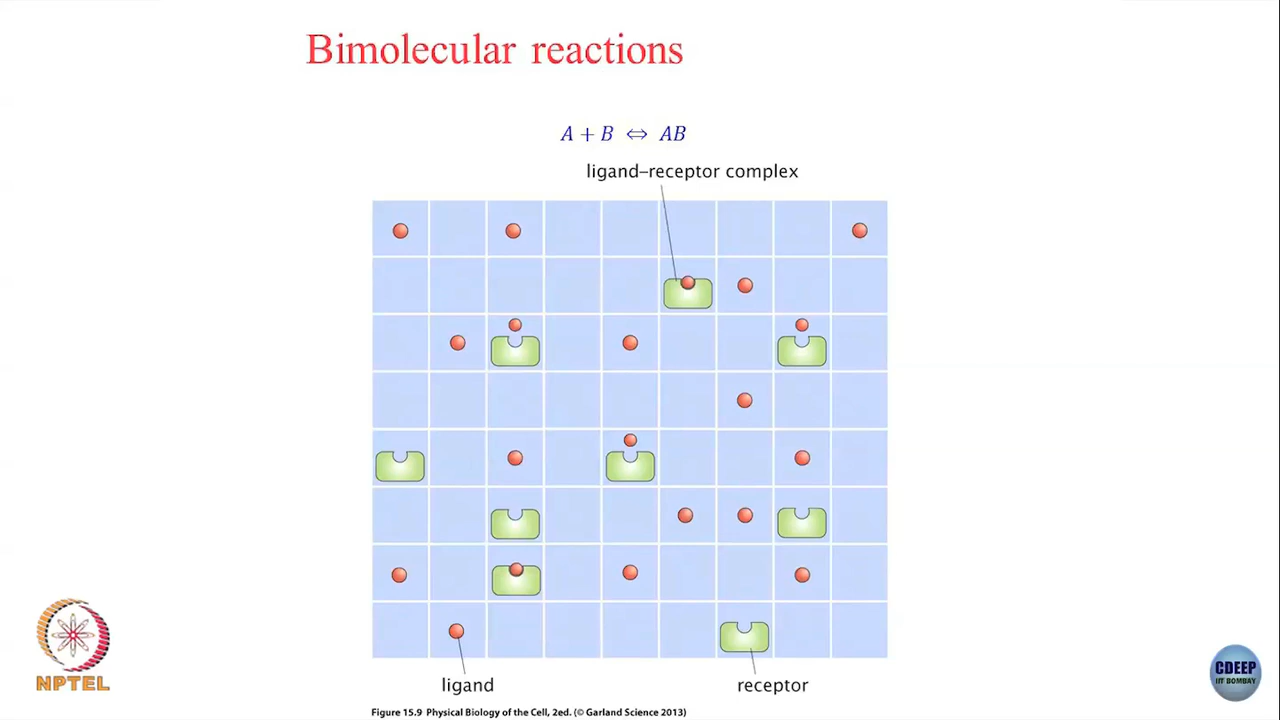 Bimolecular reactions
A + B ⇔ AB
ligand–receptor complex
ligand
receptor
Figure 15.9 Physical Biology of the Cell, 2ed. (© Garland Science 2013)
NPTEL
CDEEP
IIT BOMBAY